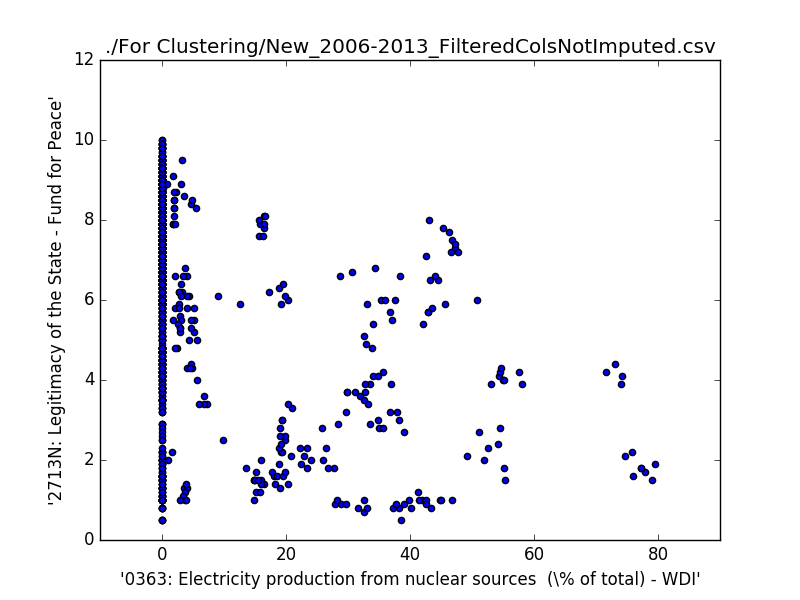 ./For Clustering/New_2006-2013_FilteredColsNotImputed.csv
12
10
8
6
4
2
0
'2713N: Legitimacy of the State - Fund for Peace'
0 20 40 60 80
'0363: Electricity production from nuclear sources  (\% of total) - WDI'